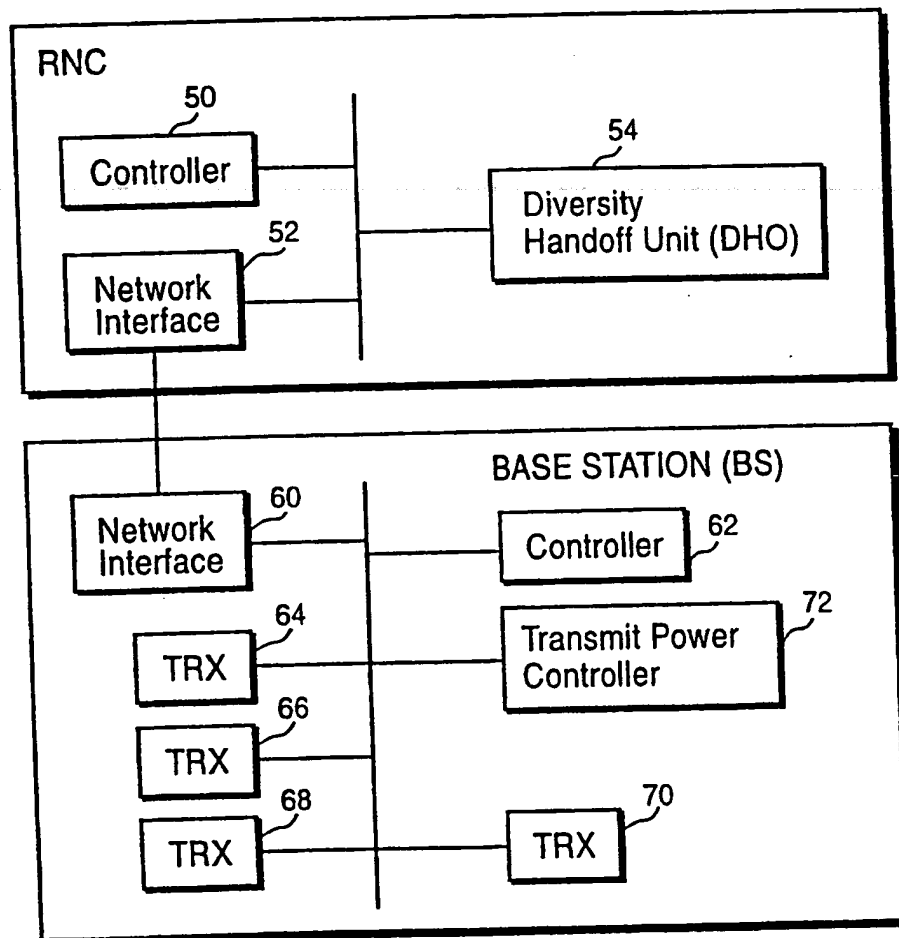 RNC
50
Controller
54
Diversity
Handoff Unit (DHO)
52
Network
Interface
BASE STATION (BS)
60
Network
Interface
Controller
62
64
TRX
72
Transmit Power
Controller
66
TRX
68
TRX
70
TRX